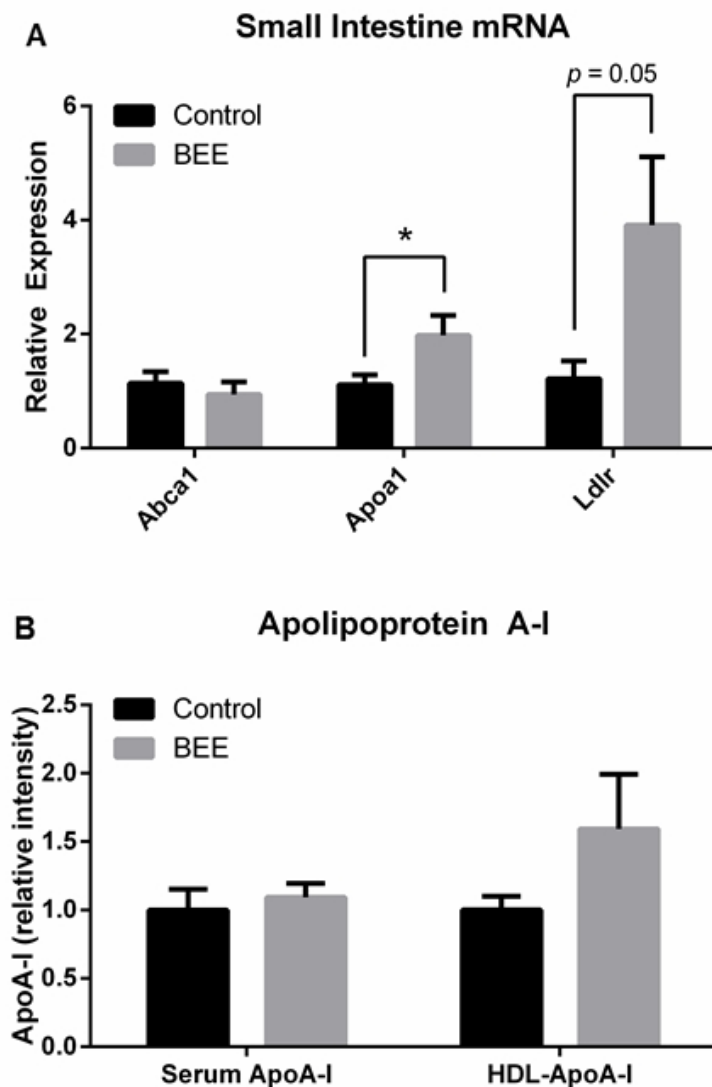 A
Small Intestine mRNA
p = 0.05
6
Control
BEE
*
4
2
0
Relative Expression
Abca1
Apoa1
Ldlr
B
Apolipoprotein A-I
2.5
Control
BEE
2.0
1.5
1.0
0.5
0.0
ApoA-I (relative intensity)
Serum ApoA-I
HDL-ApoA-I